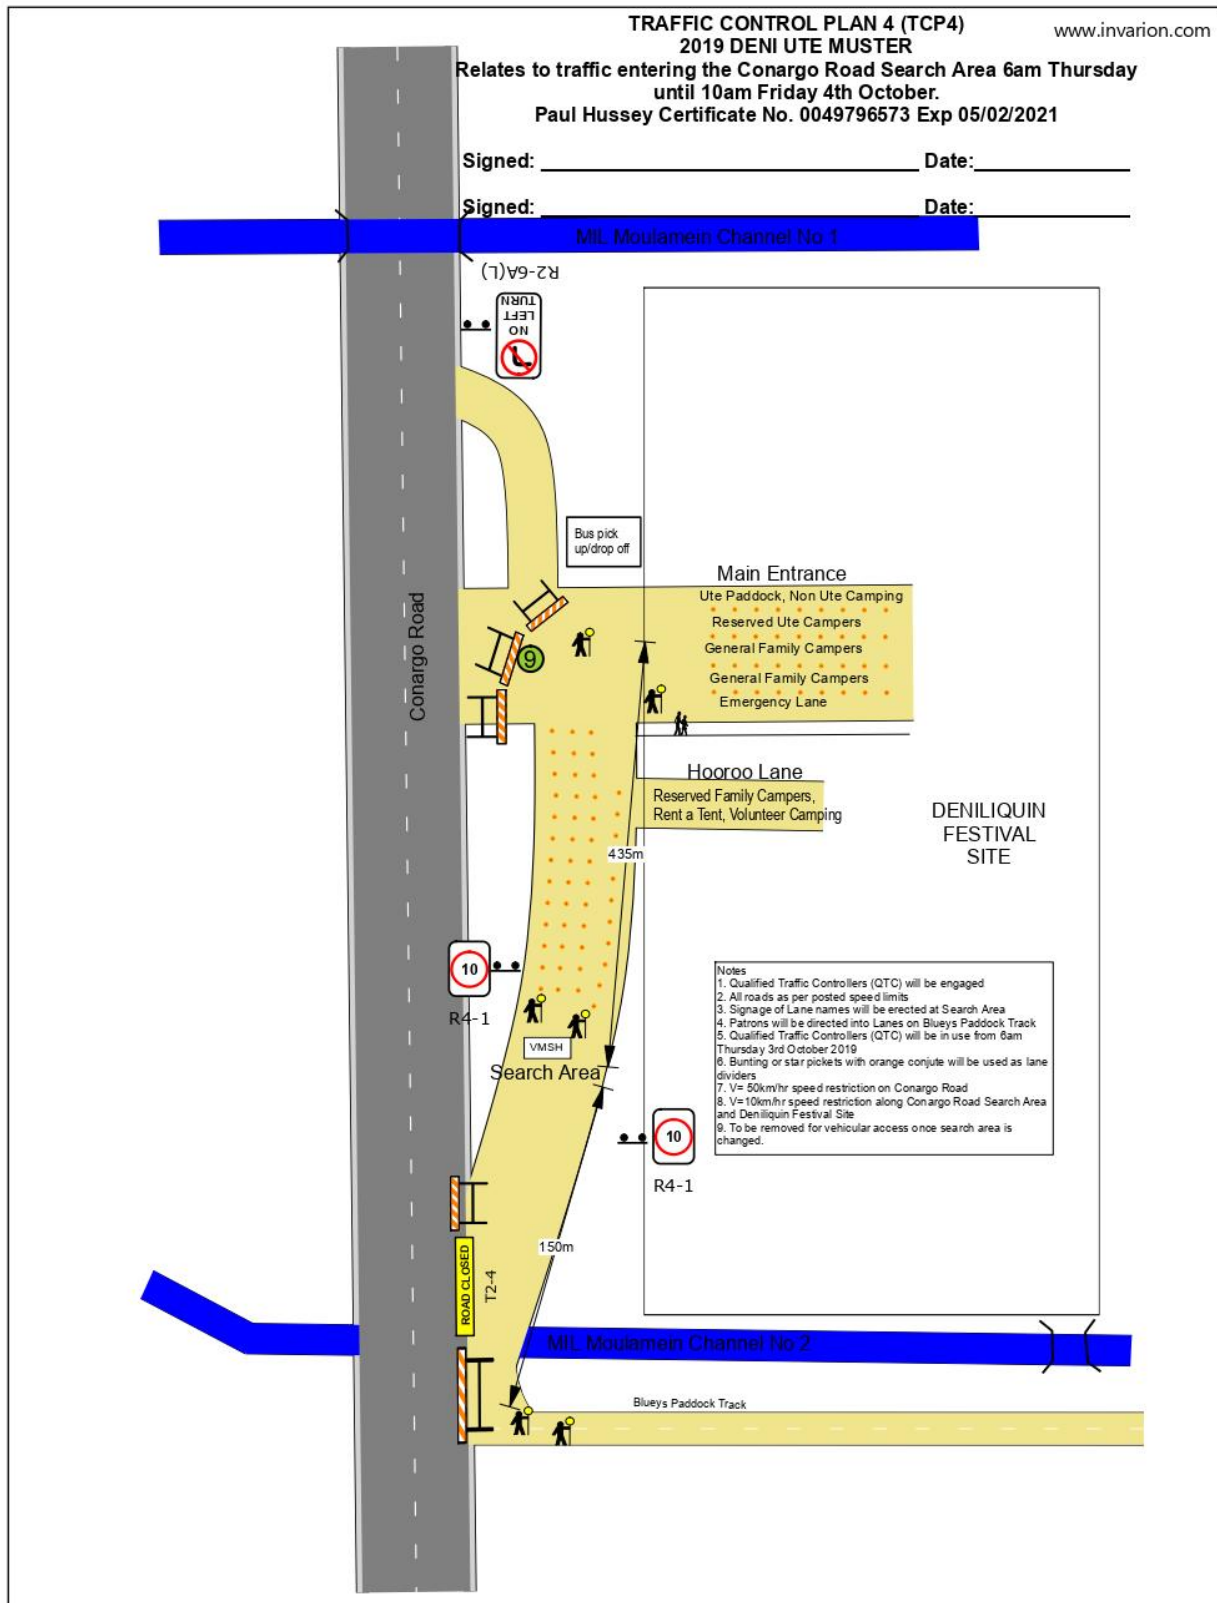 TRAFFIC CONTROL PLAN 4 (TCP4)
www.invarion.com
2019 DENI UTE MUSTER
Relates to traffic entering the Conargo Road Search Area 6am Thursday
until 10am Friday 4th October.
Paul Hussey Certificate No. 0049796573 Exp 05/02/2021
Signed: Date:
Signed: Date:
MIL Moulamein Channel No 1
R2-6A(L)
NO
LEFT
TURN
Bus pick
up/drop off
Main Entrance
Ute Paddock, Non Ute Camping
Reserved Ute Campers
General Family Campers
General Family Campers
Emergency Lane
Conargo Road
9
Hooroo Lane
Reserved Family Campers,
Rent a Tent, Volunteer Camping
DENILIQUIN
FESTIVAL
SITE
435m
10
R4-1
VMSH
Search Area
Notes
1. Qualified Traffic Controllers (QTC) will be engaged
2. All roads as per posted speed limits
3. Signage of Lane names will be erected at Search Area
4. Patrons will be directed into Lanes on Blueys Paddock Track
5. Qualified Traffic Controllers (QTC) will be in use from 6am
Thursday 3rd October 2019
6. Bunting or star pickets with orange conjute will be used as lane
dividers
7. V= 50km/hr speed restriction on Conargo Road
8. V=10km/hr speed restriction along Conargo Road Search Area
and Deniliquin Festival Site
9. To be removed for vehicular access once search area is
changed.
10
R4-1
150m
ROAD CLOSED
T2-4
MIL Moulamein Channel No 2
Blueys Paddock Track